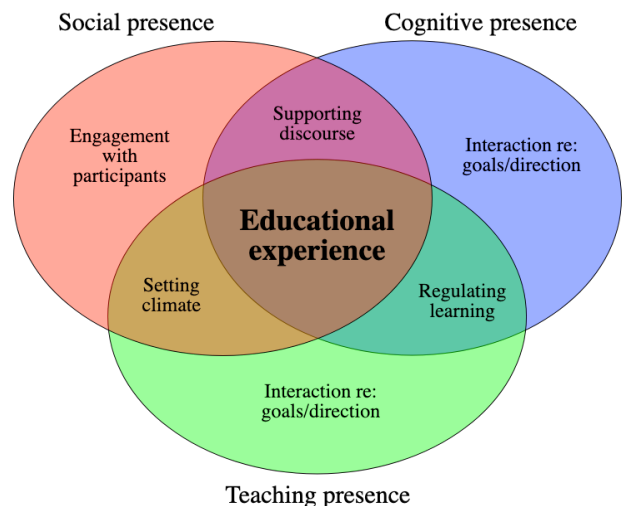 Social presence
Cognitive presence
Supporting
discourse
Engagement
with
participants
Interaction re:
goals/direction
Educational
experience
Setting
climate
Regulating
learning
Interaction re:
goals/direction
Teaching presence